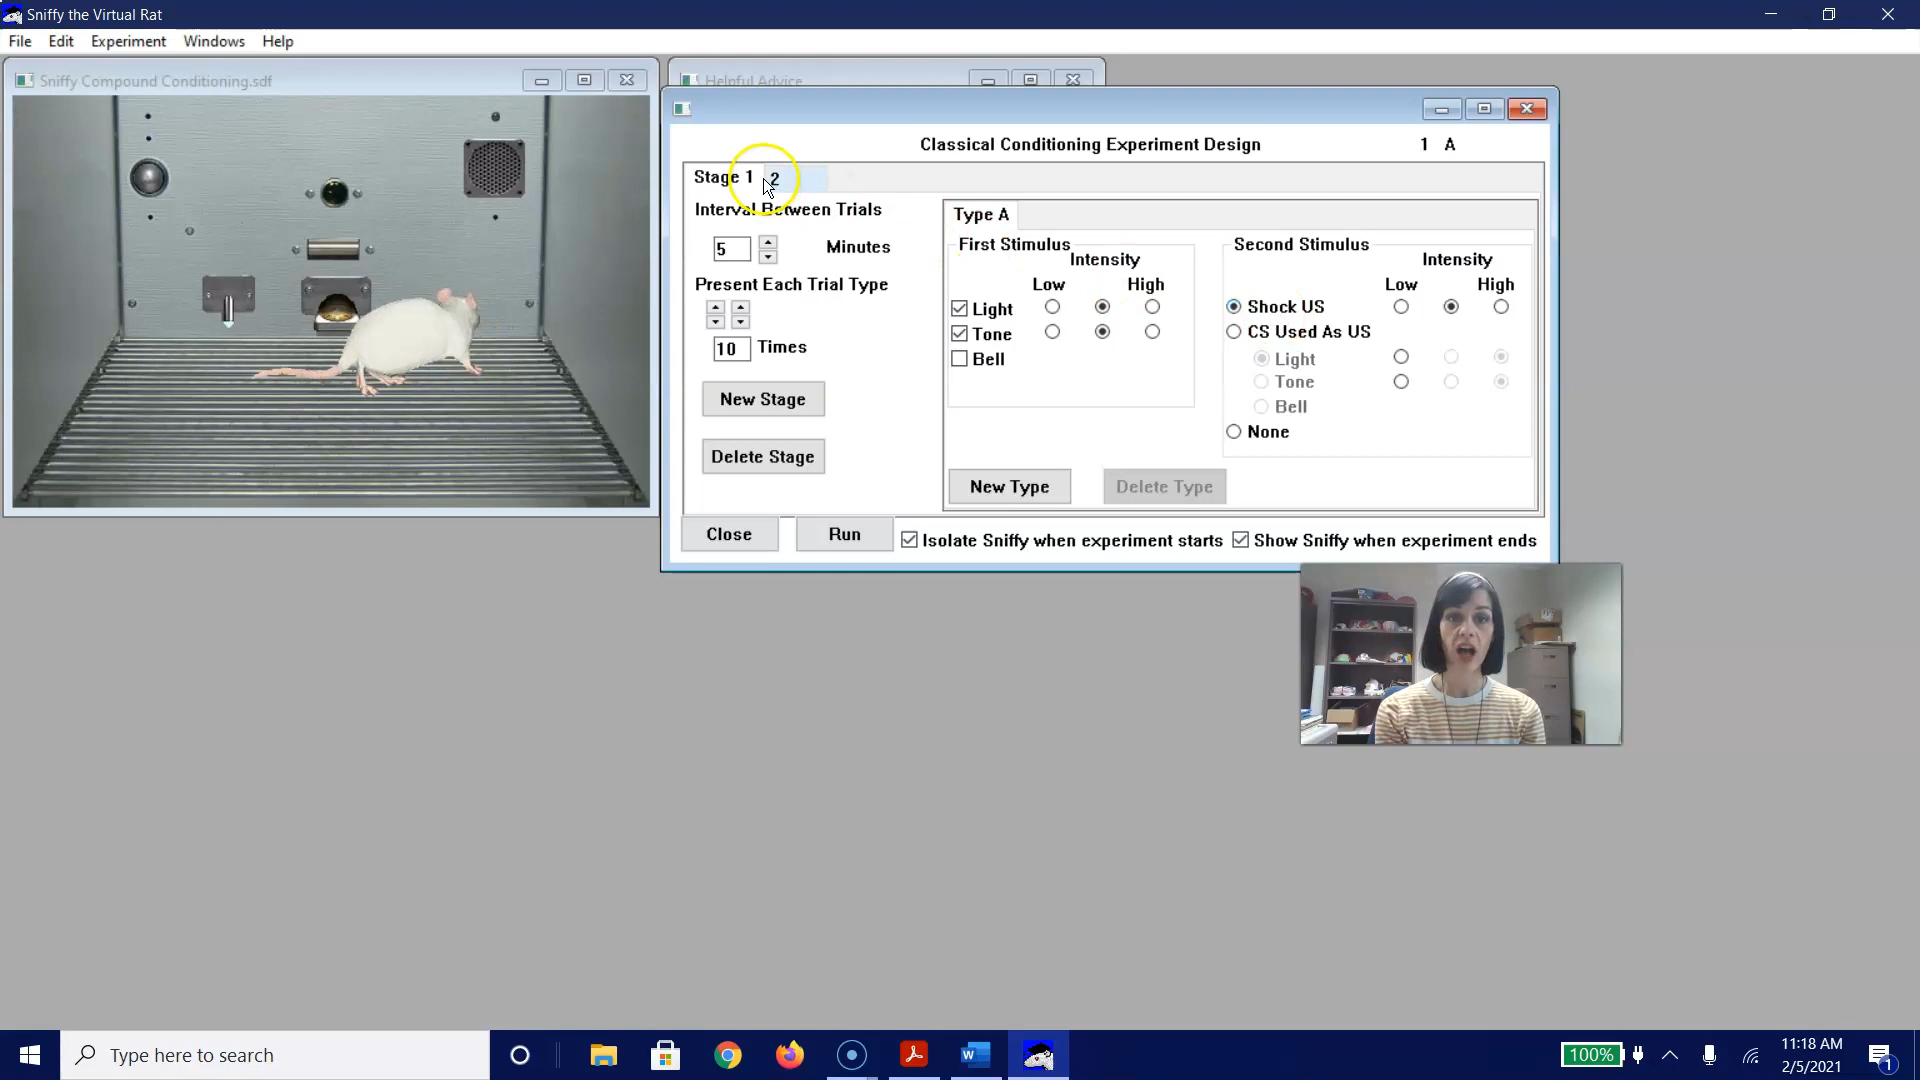 Sniffy the Virtual Rat
File Edit Experiment Windows Help
Sniffy Compound Conditioning.sdf
Helpful Advice
Classical Conditioning Experiment Design 1 A
Stage 1 2
Interval Between Trials
5 Minutes
Present Each Trial Type
10 Times
New Stage
Delete Stage
Type A
First Stimulus
Intensity
Low High
Light
Tone
Bell
Second Stimulus
Intensity
Low High
Shock US
CS Used As US
Light
Tone
Bell
None
New Type Delete Type
Close Run Isolate Sniffy when experiment starts Show Sniffy when experiment ends
Type here to search
W
100%
11:18 AM
2/5/2021
1